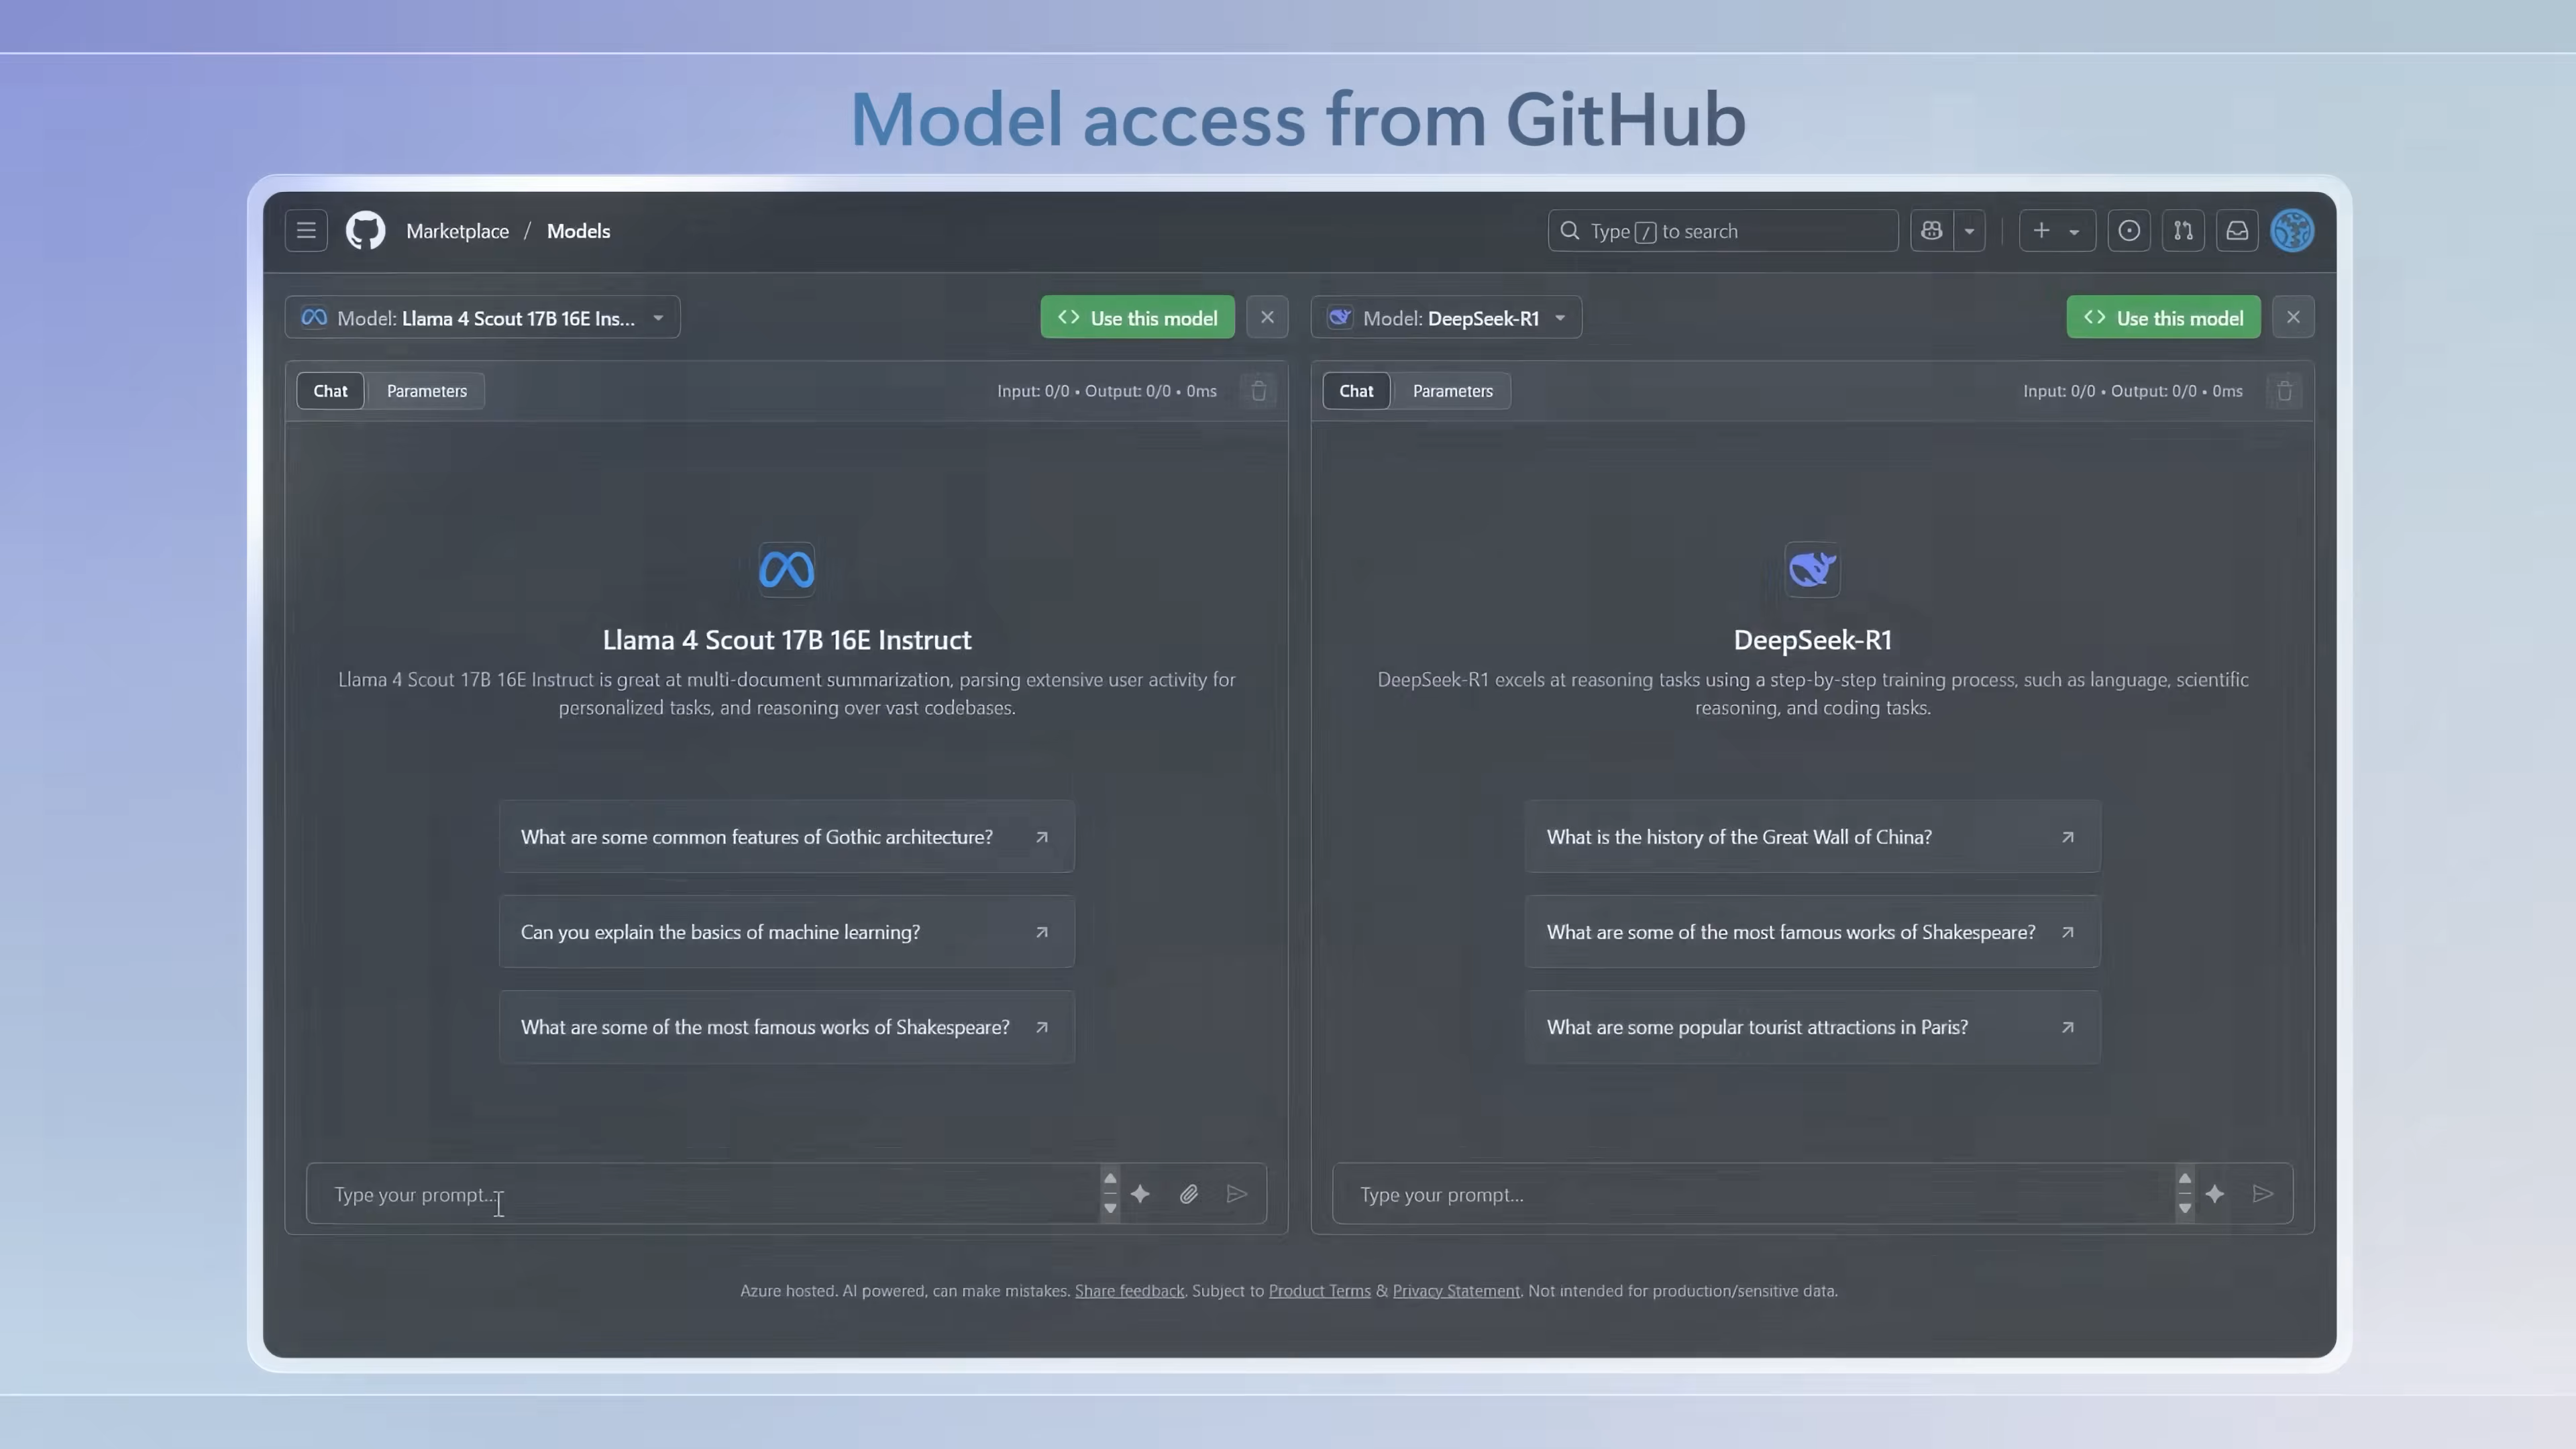 Model access from GitHub
Marketplace / Models
Type / to search
Model: Llama 4 Scout 17B 16E Ins...
Use this model
Model: DeepSeek-R1
Use this model
Chat
Parameters
Input: 0/0 • Output: 0/0 • 0ms
Chat
Parameters
Input: 0/0 • Output: 0/0 • 0ms
Llama 4 Scout 17B 16E Instruct
Llama 4 Scout 17B 16E Instruct is great at multi-document summarization, parsing extensive user activity for
personalized tasks, and reasoning over vast codebases.
What are some common features of Gothic architecture?
Can you explain the basics of machine learning?
What are some of the most famous works of Shakespeare?
Type your prompt...
DeepSeek-R1
DeepSeek-R1 excels at reasoning tasks using a step-by-step training process, such as language, scientific
reasoning, and coding tasks.
What is the history of the Great Wall of China?
What are some of the most famous works of Shakespeare?
What are some popular tourist attractions in Paris?
Type your prompt...
Azure hosted. AI powered, can make mistakes. Share feedback. Subject to Product Terms & Privacy Statement. Not intended for production/sensitive data.